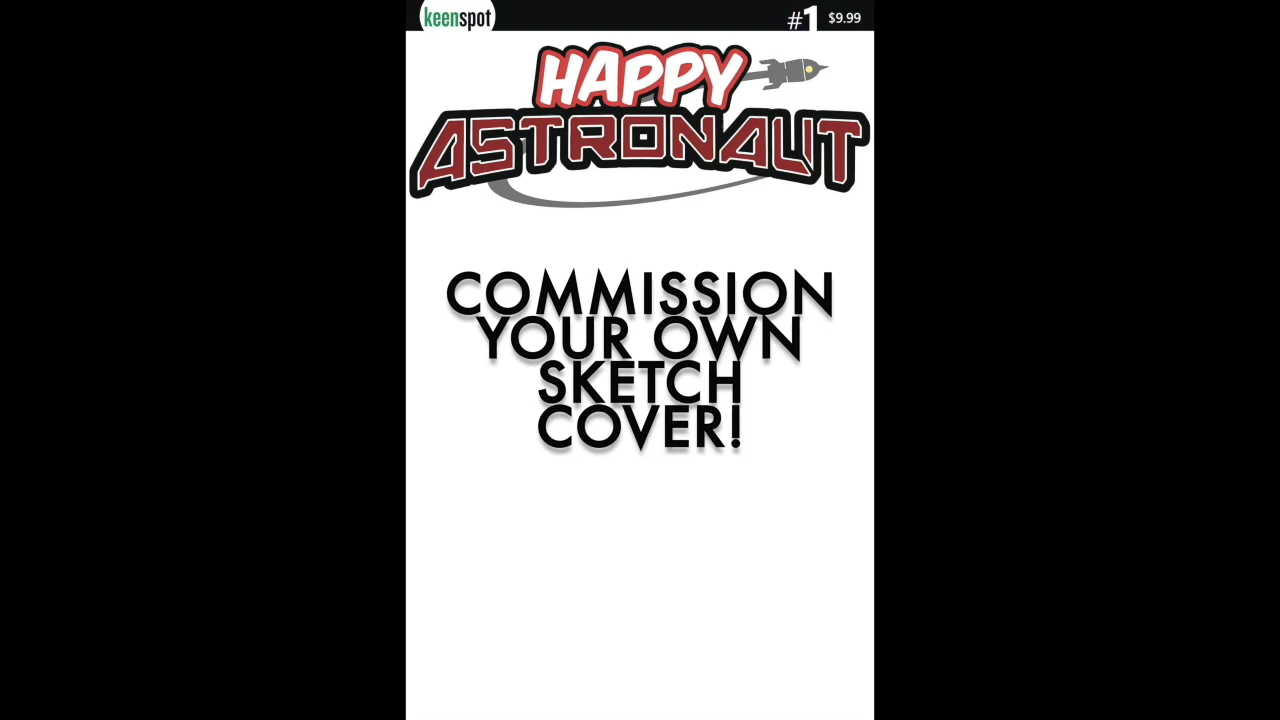 keenspot
#1 $9.99
HAPPY
ASTRONAUT
COMMISSION
YOUR OWN
SKETCH
COVER!